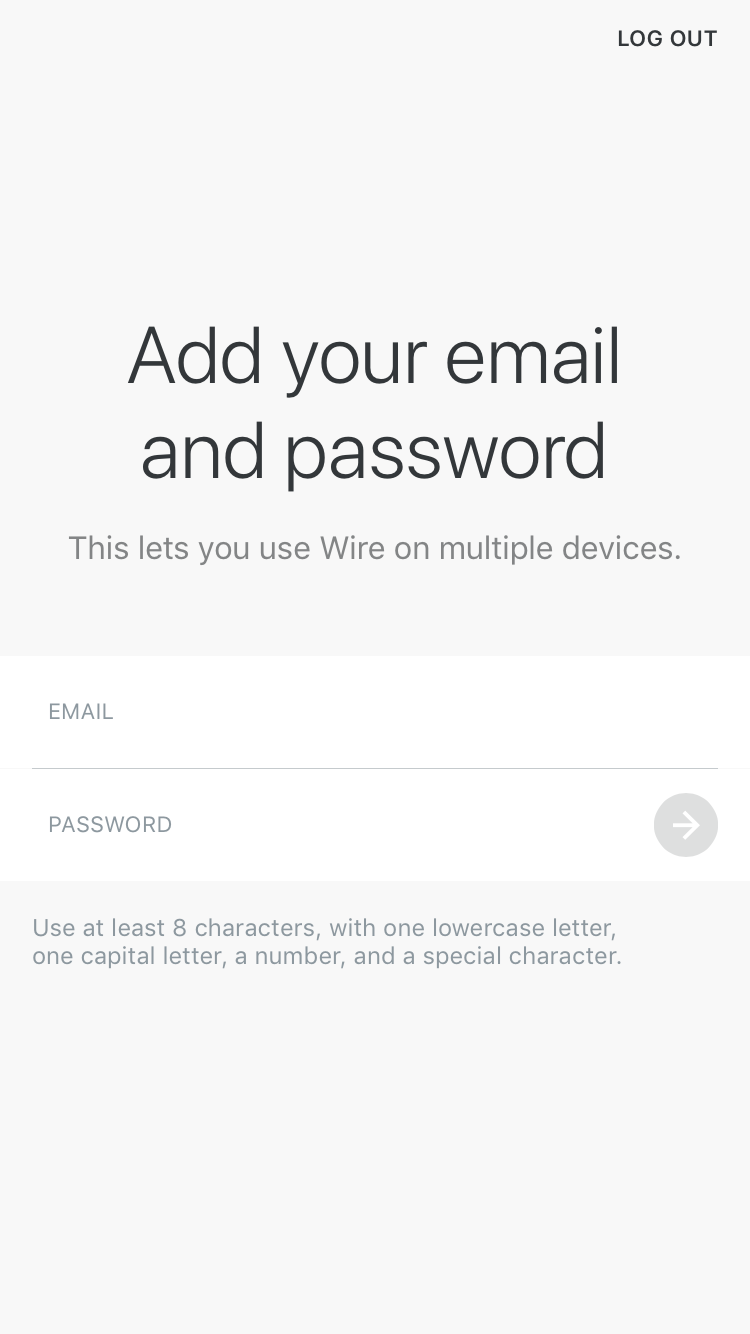 LOG OUT
Add your email
and password
This lets you use Wire on multiple devices.
EMAIL
PASSWORD
Use at least 8 characters, with one lowercase letter,
one capital letter, a number, and a special character.